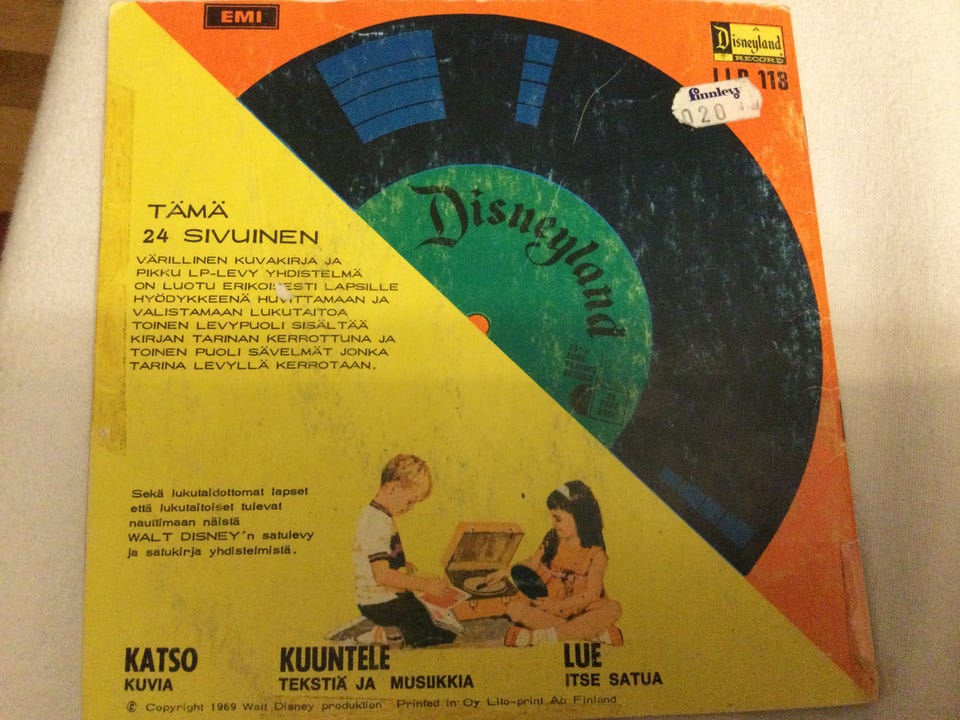 EMI
Disneyland
RECORD
118
finnlevy
020
Disneyland
TÄMÄ
24 SIVUINEN
VÄRILLINEN KUVAKIRJA JA
PIKKU LP-LEVY YHDISTELMÄ
ON LUOTU ERIKOISESTI LAPSILLE
HYÖDYKKEENÄ HUVITTAMAAN JA
VALISTAMAAN LUKUTAITOA
TOINEN LEVYPUOLI SISÄLTÄÄ
KIRJAN TARINAN KERROTTUNA JA
TOINEN PUOLI SÄVELMÄT JONKA
TARINA LEVYLLÄ KERROTAAN.
Sekä lukutaidottomat lapset
että lukutaitoiset tulevat
nauttimaan näistä
WALT DISNEY´n satulevy
ja satukirja yhdistelmistä.
KATSO
KUVIA
KUUNTELE
TEKSTIÄ JA MUSIIKKIA
LUE
ITSE SATUA
© Copyright 1969 Walt Disney produktion Printed in Oy Lito-print Ab Finland